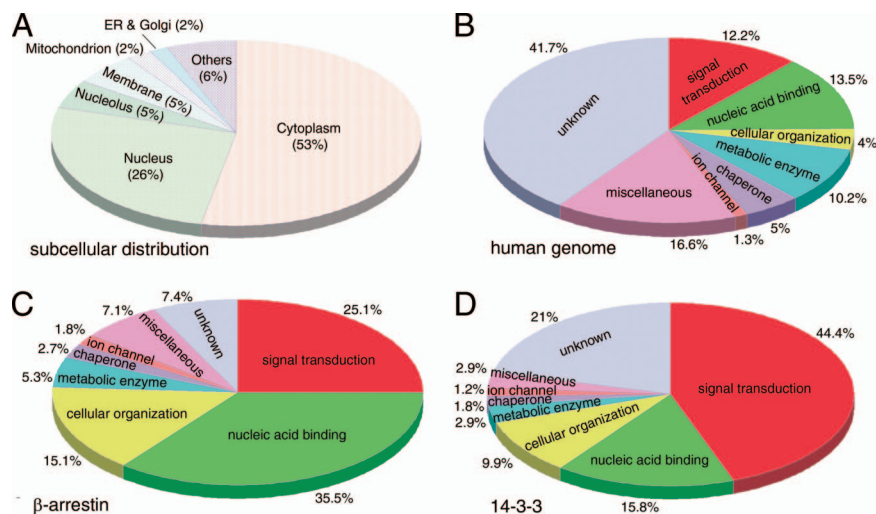 A
ER & Golgi (2%)
Mitochondrion (2%)
Others
(6%)
Membrane (5%)
Nucleolus (5%)
Cytoplasm
(53%)
Nucleus
(26%)
subcellular distribution
B
41.7%
12.2%
signal
transduction
13.5%
nucleic acid binding
unknown
cellular organization
4%
metabolic enzyme
chaperone
ion channel
10.2%
miscellaneous
5%
1.3%
16.6%
human genome
C
7.4%
7.1%
25.1%
unknown
1.8%
miscellaneous
ion channel
2.7%
chaperone
signal transduction
5.3%
metabolic enzyme
cellular organization
nucleic acid binding
15.1%
35.5%
β-arrestin
D
21%
44.4%
unknown
2.9%
miscellaneous
1.2%
ion channel
signal transduction
1.8%
chaperone
metabolic enzyme
2.9%
cellular organization
nucleic acid binding
9.9%
15.8%
14-3-3